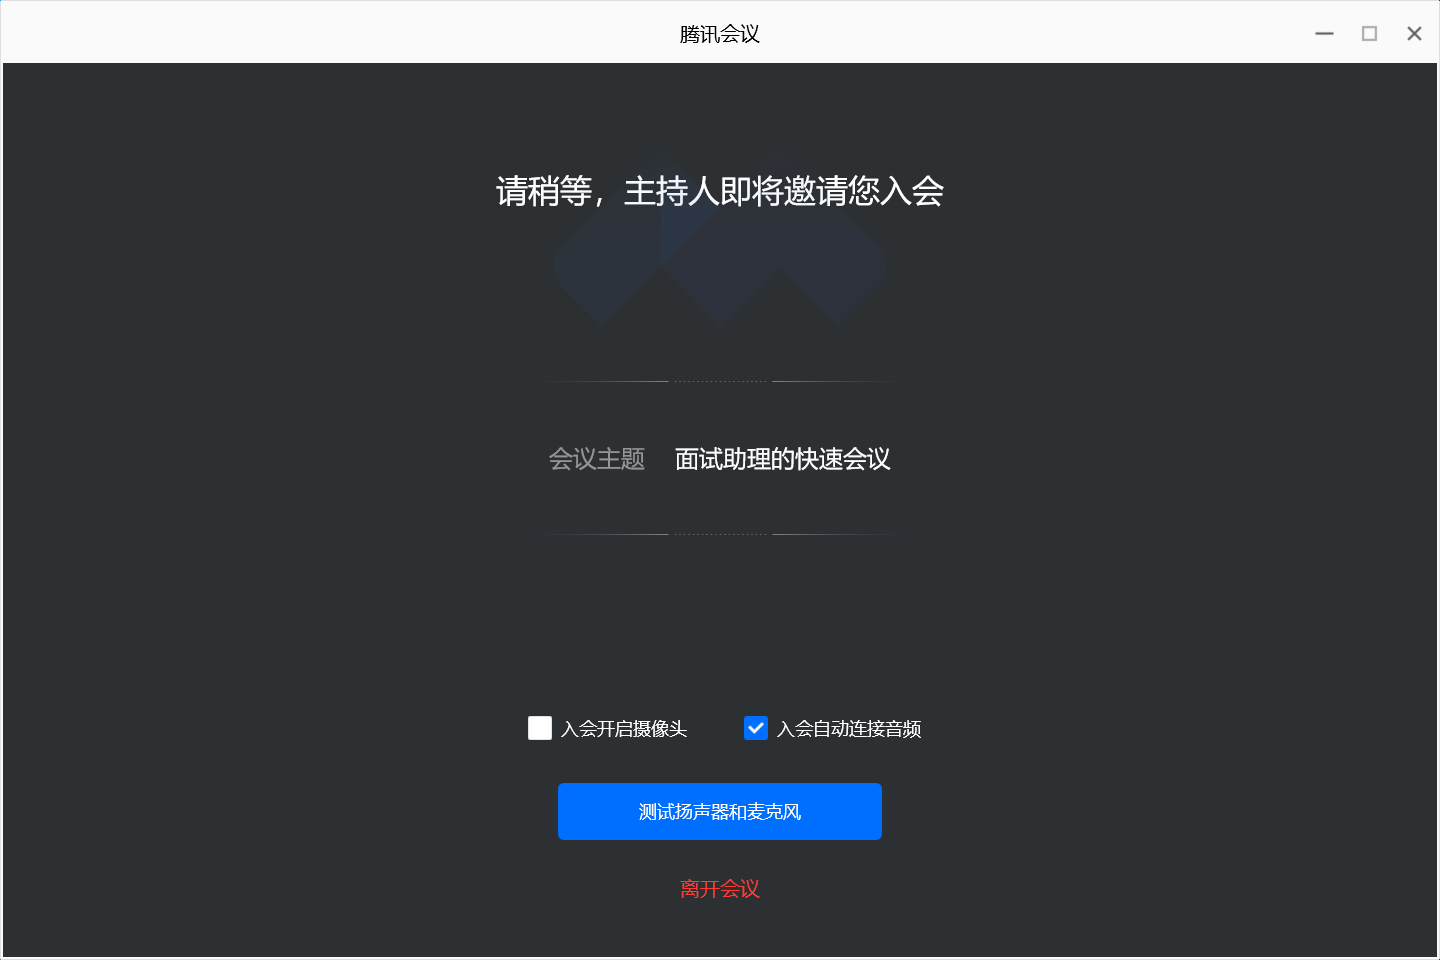 腾讯会议
请稍等，主持人即将邀请您入会
会议主题 面试助理的快速会议
入会开启摄像头 入会自动连接音频
测试扬声器和麦克风
离开会议